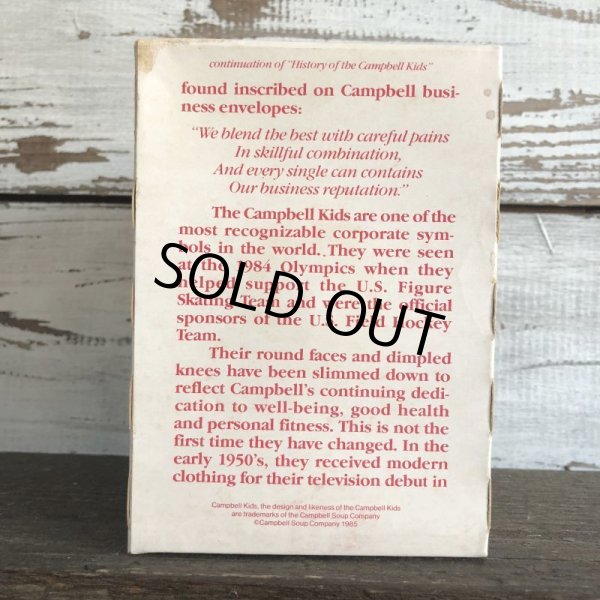 continuation of "History of the Campbell Kids"
found inscribed on Campbell busi-
ness envelopes:
"We blend the best with careful pains
In skillful combination,
And every single can contains
Our business reputation."
The Campbell Kids are one of the
most recognizable corporate sym-
bols in the world. They were seen
at the 1984 Olympics when they
helped support the U.S. Figure
Skating Team and were the official
sponsors of the U.S. Field Hockey
Team.
SOLD OUT
Their round faces and dimpled
knees have been slimmed down to
reflect Campbell's continuing dedi-
cation to well-being, good health
and personal fitness. This is not the
first time they have changed. In the
early 1950's, they received modern
clothing for their television debut in
Campbell Kids, the design and likeness of the Campbell Kids
are trademarks of the Campbell Soup Company
©Campbell Soup Company 1985